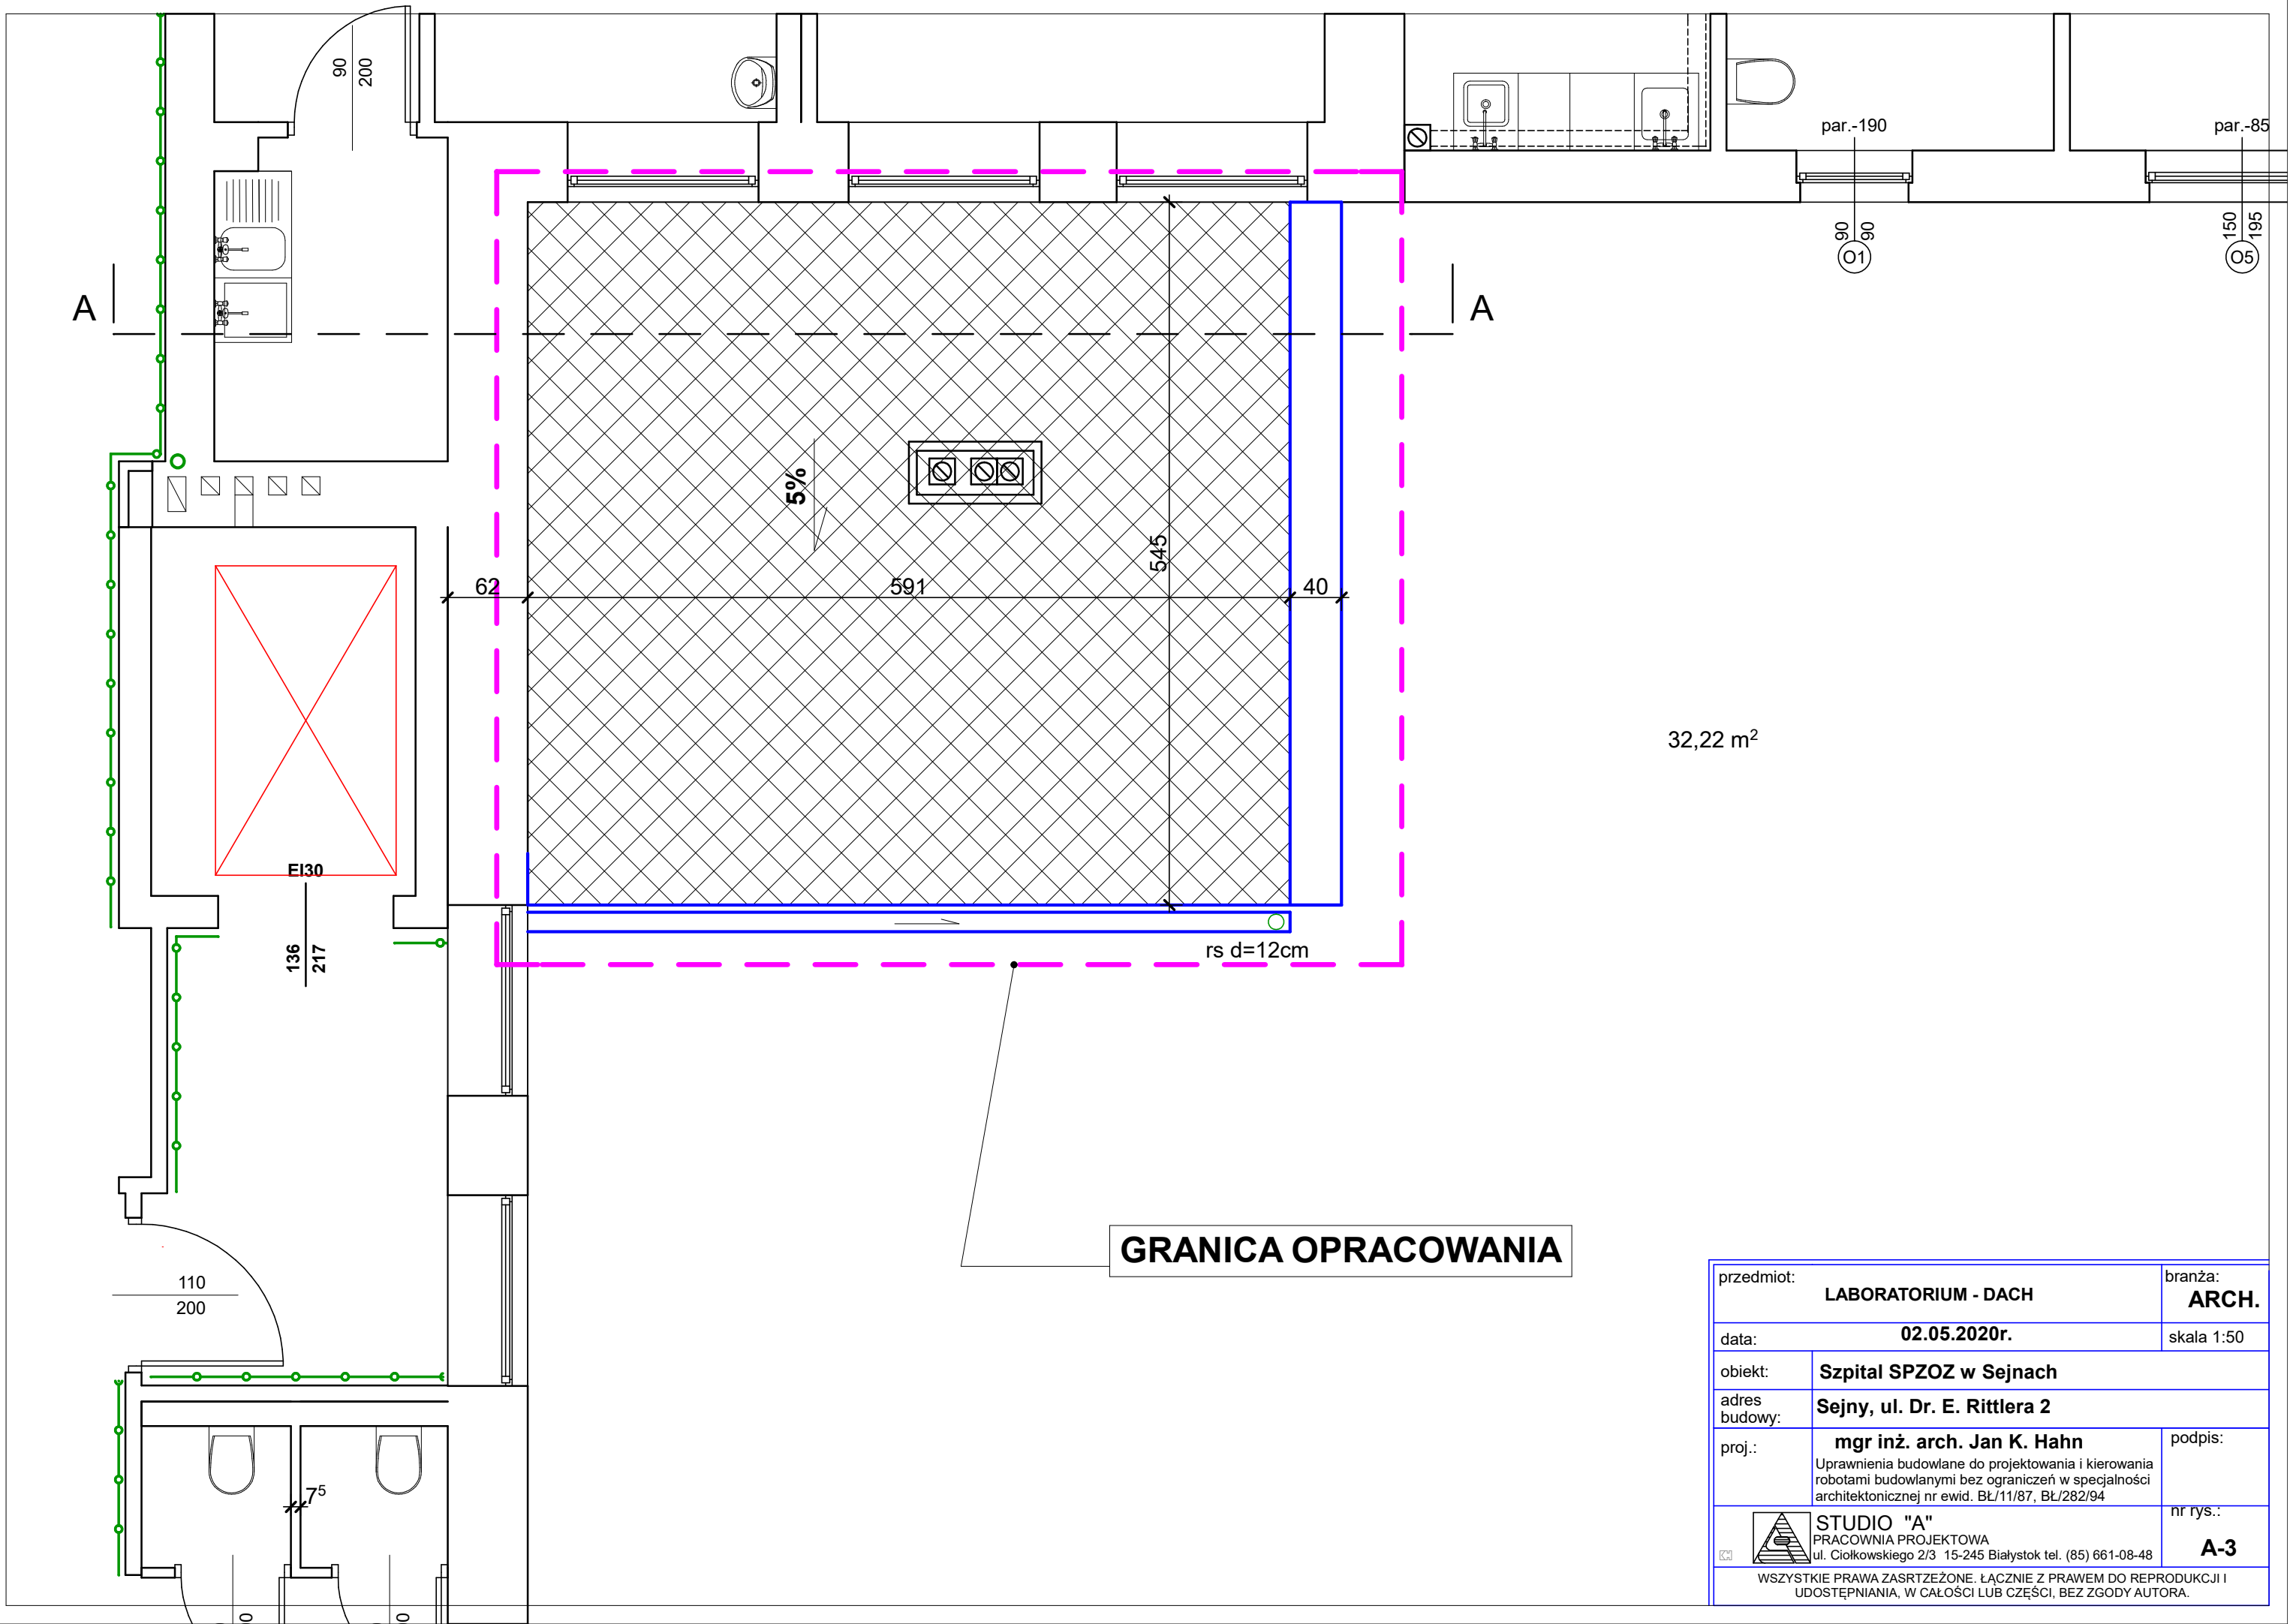 90
200
par.-190
par.-85
90
90
O1
150
195
O5
A
A
5%
545
62
591
40
32,22 m²
EI30
136
217
rs d=12cm
GRANICA OPRACOWANIA
110
200
7⁵
0
0
przedmiot:
LABORATORIUM - DACH
branża:
ARCH.
data:
02.05.2020r.
skala 1:50
obiekt:
Szpital SPZOZ w Sejnach
adres
budowy:
Sejny, ul. Dr. E. Rittlera 2
proj.:
mgr inż. arch. Jan K. Hahn
Uprawnienia budowlane do projektowania i kierowania
robotami budowlanymi bez ograniczeń w specjalności
architektonicznej nr ewid. BŁ/11/87, BŁ/282/94
podpis:
STUDIO "A"
PRACOWNIA PROJEKTOWA
ul. Ciołkowskiego 2/3 15-245 Białystok tel. (85) 661-08-48
nr rys.:
A-3
WSZYSTKIE PRAWA ZASRTZEŻONE. ŁĄCZNIE Z PRAWEM DO REPRODUKCJI I
UDOSTĘPNIANIA, W CAŁOŚCI LUB CZĘŚCI, BEZ ZGODY AUTORA.